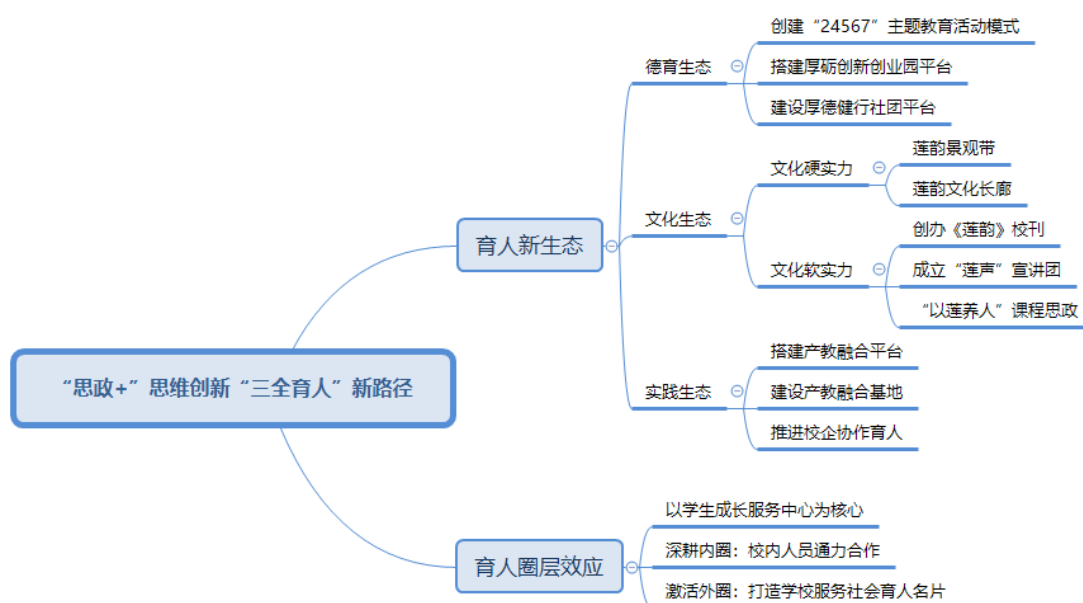 “思政+”思维创新“三全育人”新路径
育人新生态
德育生态
创建“24567”主题教育活动模式
搭建厚砺创新创业园平台
建设厚德健行社团平台
文化生态
文化硬实力
莲韵景观带
莲韵文化长廊
文化软实力
创办《莲韵》校刊
成立“莲声”宣讲团
“以莲养人”课程思政
实践生态
搭建产教融合平台
建设产教融合基地
推进校企协作育人
育人圈层效应
以学生成长服务中心为核心
深耕内圈：校内人员通力合作
激活外圈：打造学校服务社会育人名片